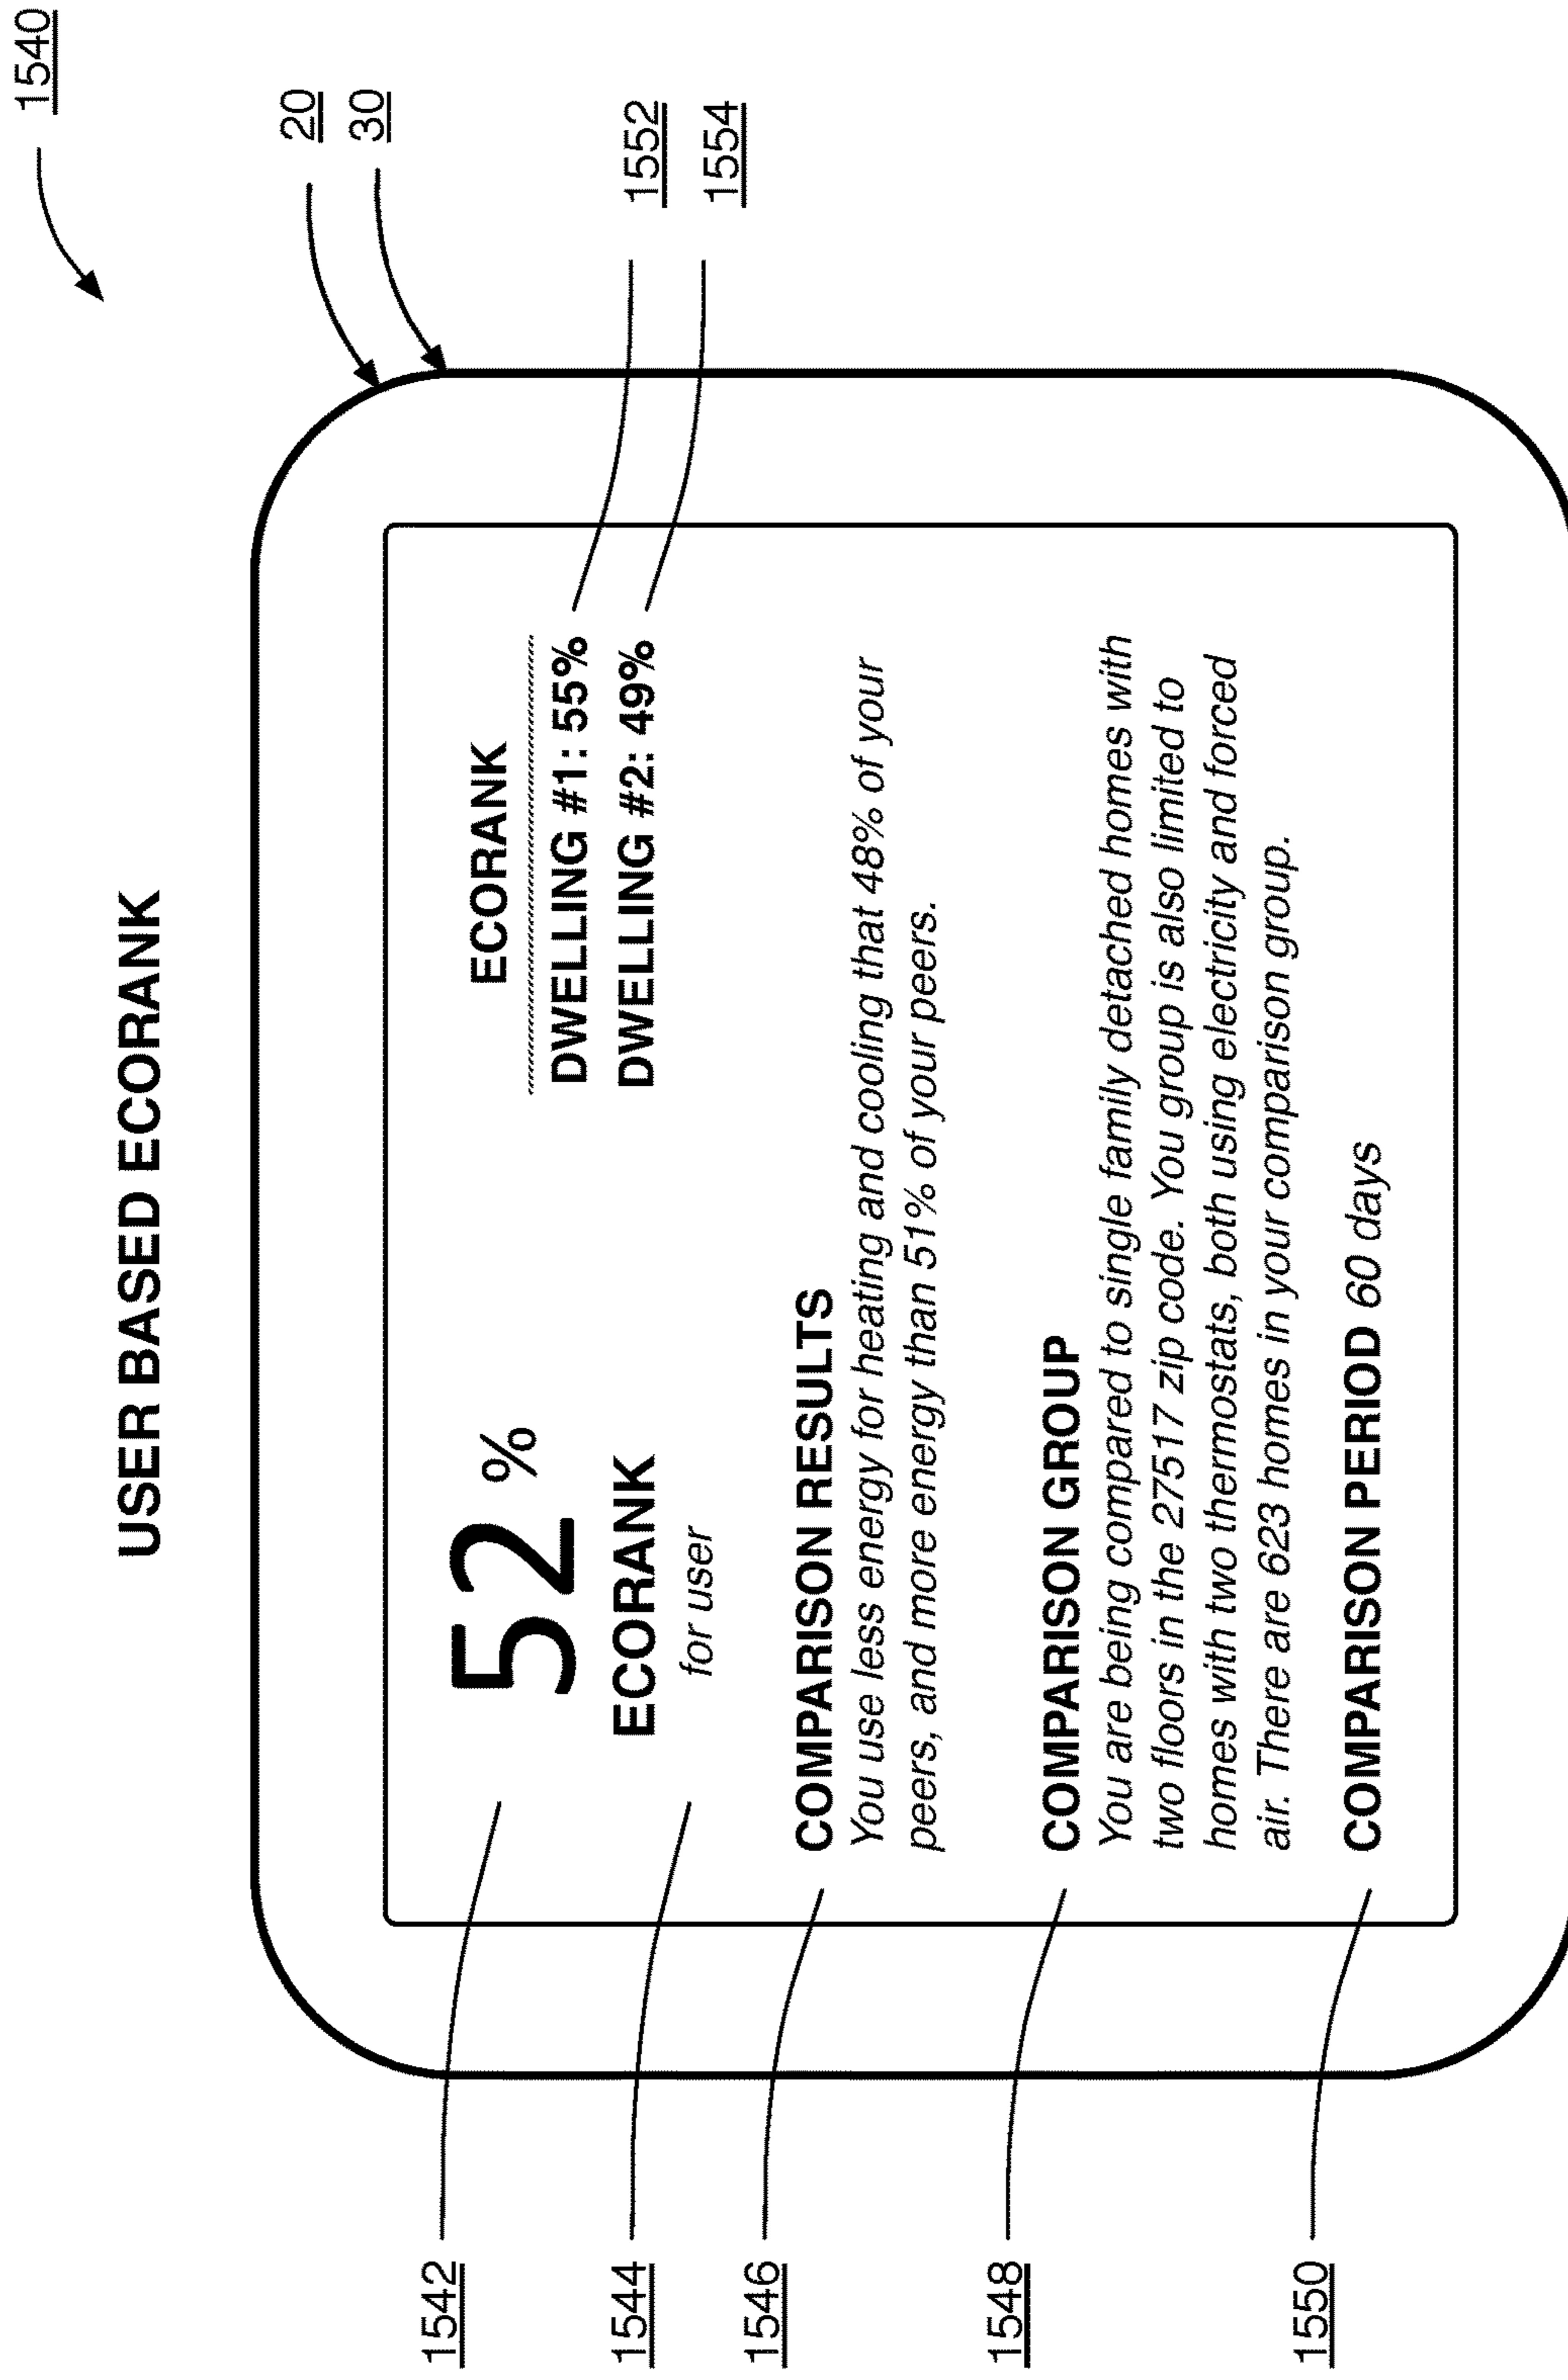 1540
USER BASED ECORANK
20
30
52 %
ECORANK
for user
ECORANK
DWELLING #1: 55%
DWELLING #2: 49%
1552
1554
COMPARISON RESULTS
You use less energy for heating and cooling that 48% of your
peers, and more energy than 51% of your peers.
COMPARISON GROUP
You are being compared to single family detached homes with
two floors in the 27517 zip code. You group is also limited to
homes with two thermostats, both using electricity and forced
air. There are 623 homes in your comparison group.
COMPARISON PERIOD 60 days
1542
1544
1546
1548
1550